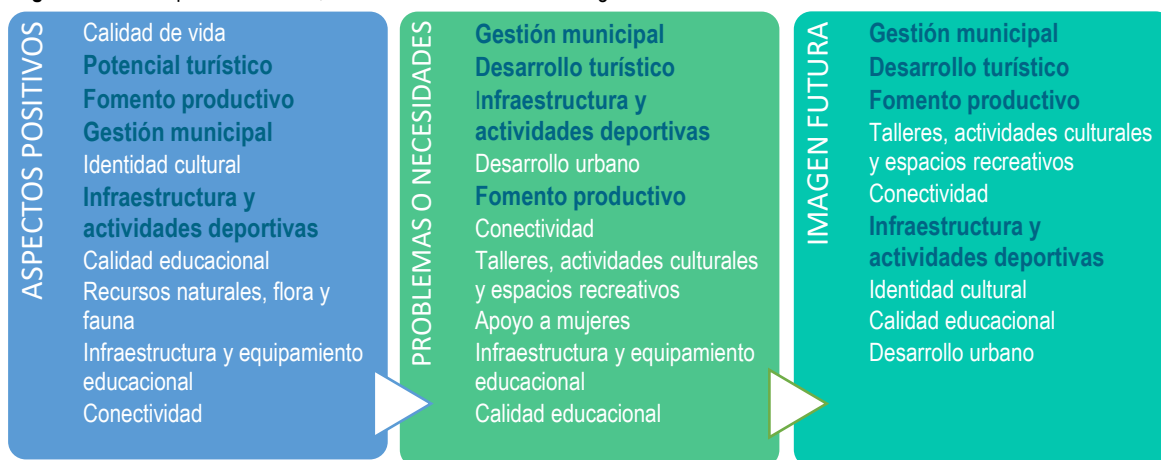 ASPECTOS POSITIVOS
Calidad de vida
Potencial turístico
Fomento productivo
Gestión municipal
Identidad cultural
Infraestructura y
actividades deportivas
Calidad educacional
Recursos naturales, flora y
fauna
Infraestructura y equipamiento
educacional
Conectividad
PROBLEMAS O NECESIDADES
Gestión municipal
Desarrollo turístico
Infraestructura y
actividades deportivas
Desarrollo urbano
Fomento productivo
Conectividad
Talleres, actividades culturales
y espacios recreativos
Apoyo a mujeres
Infraestructura y equipamiento
educacional
Calidad educacional
IMAGEN FUTURA
Gestión municipal
Desarrollo turístico
Fomento productivo
Talleres, actividades culturales
y espacios recreativos
Conectividad
Infraestructura y
actividades deportivas
Identidad cultural
Calidad educacional
Desarrollo urbano